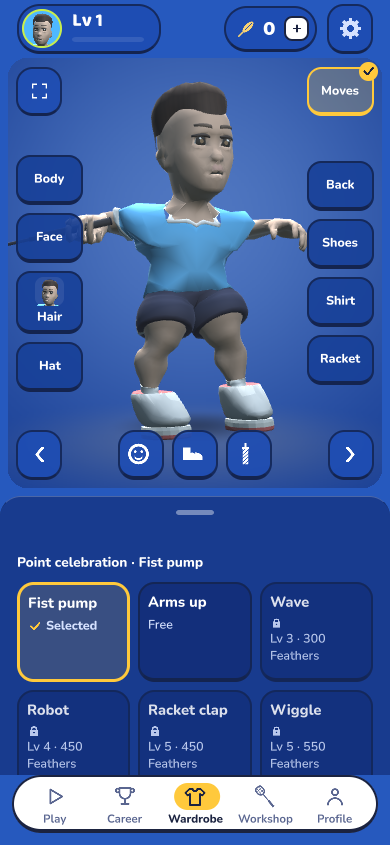 Lv 1
0
+
Moves
Body
Back
Face
Shoes
Hair
Shirt
Hat
Racket
Point celebration · Fist pump
Fist pump
Selected
Arms up
Free
Wave
Lv 3 · 300
Feathers
Robot
Lv 4 · 450
Feathers
Racket clap
Lv 5 · 450
Feathers
Wiggle
Lv 5 · 550
Feathers
Play
Career
Wardrobe
Workshop
Profile